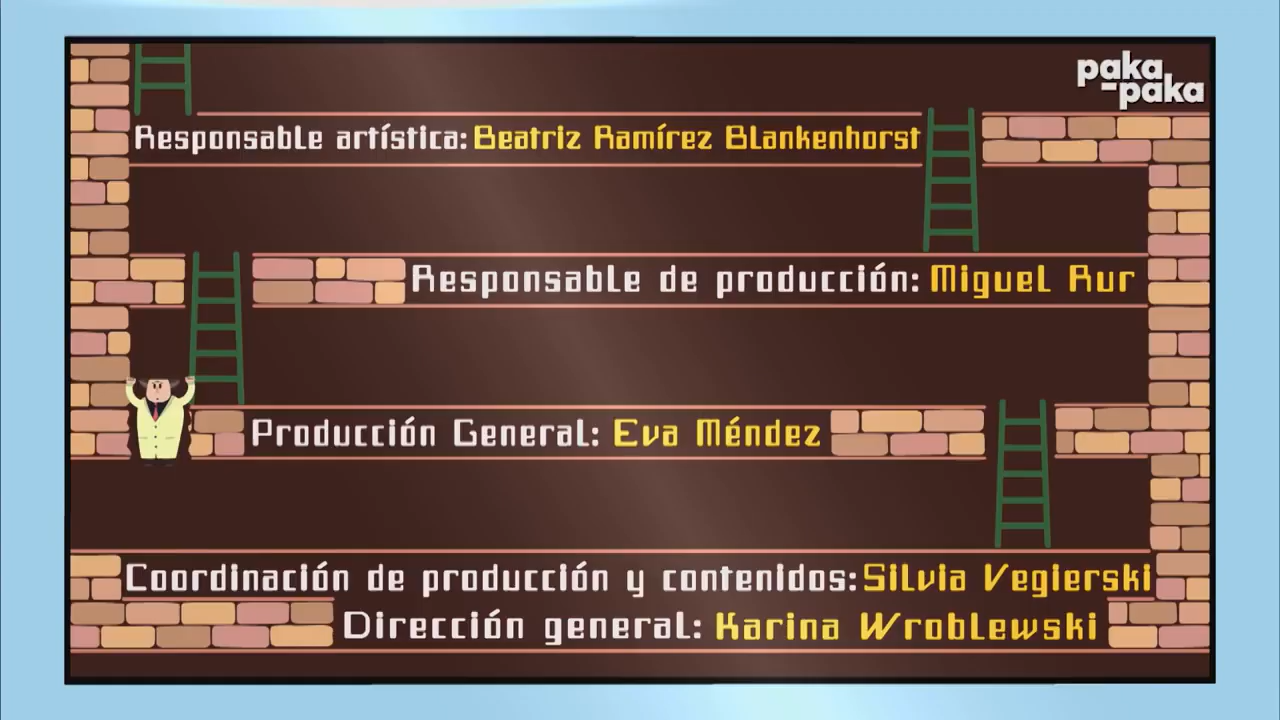 paka
-paka
Responsable artística: Beatriz Ramírez Blankenhorst
Responsable de producción: Miguel Rur
Producción General: Eva Méndez
Coordinación de producción y contenidos: Silvia Vegierski
Dirección general: Karina Wroblewski